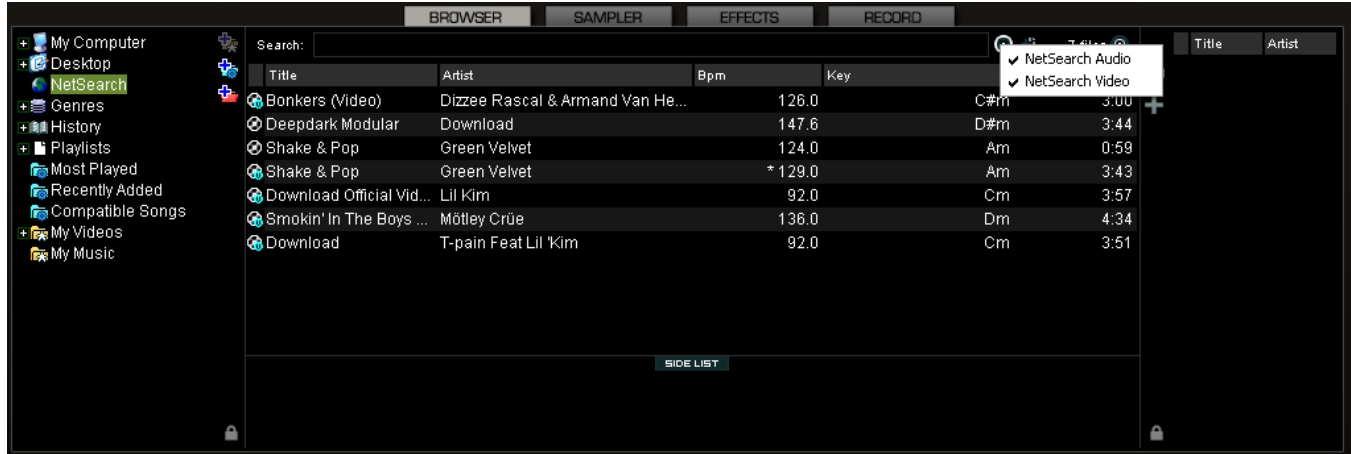 BROWSER SAMPLER EFFECTS RECORD
My Computer
Desktop
NetSearch
Genres
History
Playlists
Most Played
Recently Added
Compatible Songs
My Videos
My Music
Search:
7 files
NetSearch Audio
NetSearch Video
Title Artist Bpm Key
Bonkers (Video) Dizzee Rascal & Armand Van He... 126.0 C#m 3:00
Deepdark Modular Download 147.6 D#m 3:44
Shake & Pop Green Velvet 124.0 Am 0:59
Shake & Pop Green Velvet * 129.0 Am 3:43
Download Official Vid... Lil Kim 92.0 Cm 3:57
Smokin' In The Boys ... Mötley Crüe 136.0 Dm 4:34
Download T-pain Feat Lil 'Kim 92.0 Cm 3:51
SIDE LIST
Title Artist